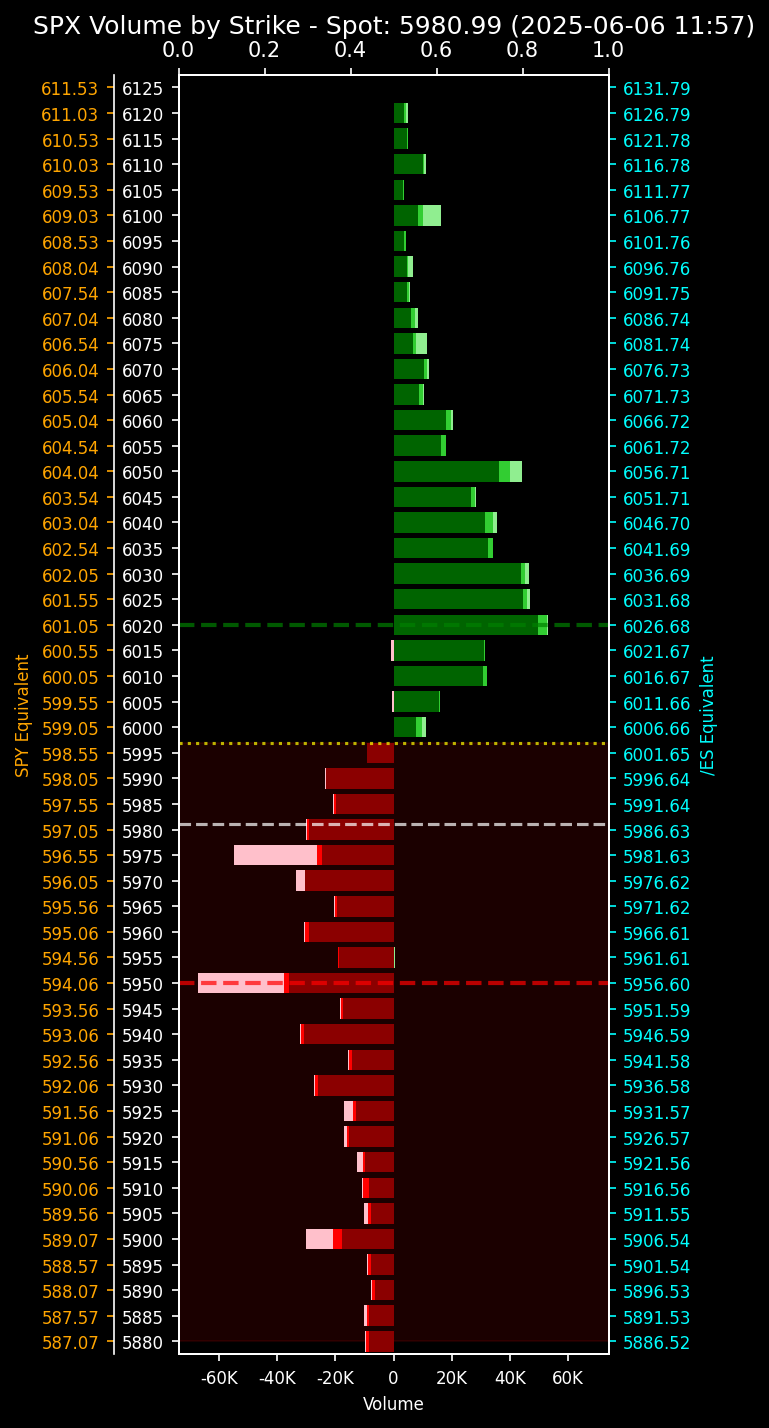 SPX Volume by Strike - Spot: 5980.99 (2025-06-06 11:57)
0.0 0.2 0.4 0.6 0.8 1.0
611.53 6125 6131.79
611.03 6120 6126.79
610.53 6115 6121.78
610.03 6110 6116.78
609.53 6105 6111.77
609.03 6100 6106.77
608.53 6095 6101.76
608.04 6090 6096.76
607.54 6085 6091.75
607.04 6080 6086.74
606.54 6075 6081.74
606.04 6070 6076.73
605.54 6065 6071.73
605.04 6060 6066.72
604.54 6055 6061.72
604.04 6050 6056.71
603.54 6045 6051.71
603.04 6040 6046.70
602.54 6035 6041.69
602.05 6030 6036.69
601.55 6025 6031.68
601.05 6020 6026.68
600.55 6015 6021.67
600.05 6010 6016.67
599.55 6005 6011.66
599.05 6000 6006.66
598.55 5995 6001.65
598.05 5990 5996.64
597.55 5985 5991.64
597.05 5980 5986.63
596.55 5975 5981.63
596.05 5970 5976.62
595.56 5965 5971.62
595.06 5960 5966.61
594.56 5955 5961.61
594.06 5950 5956.60
593.56 5945 5951.59
593.06 5940 5946.59
592.56 5935 5941.58
592.06 5930 5936.58
591.56 5925 5931.57
591.06 5920 5926.57
590.56 5915 5921.56
590.06 5910 5916.56
589.56 5905 5911.55
589.07 5900 5906.54
588.57 5895 5901.54
588.07 5890 5896.53
587.57 5885 5891.53
587.07 5880 5886.52
SPY Equivalent
/ES Equivalent
-60K -40K -20K 0 20K 40K 60K
Volume